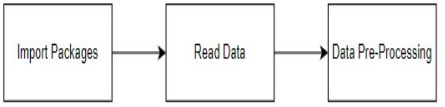 Import Packages
Read Data
Data Pre-Processing